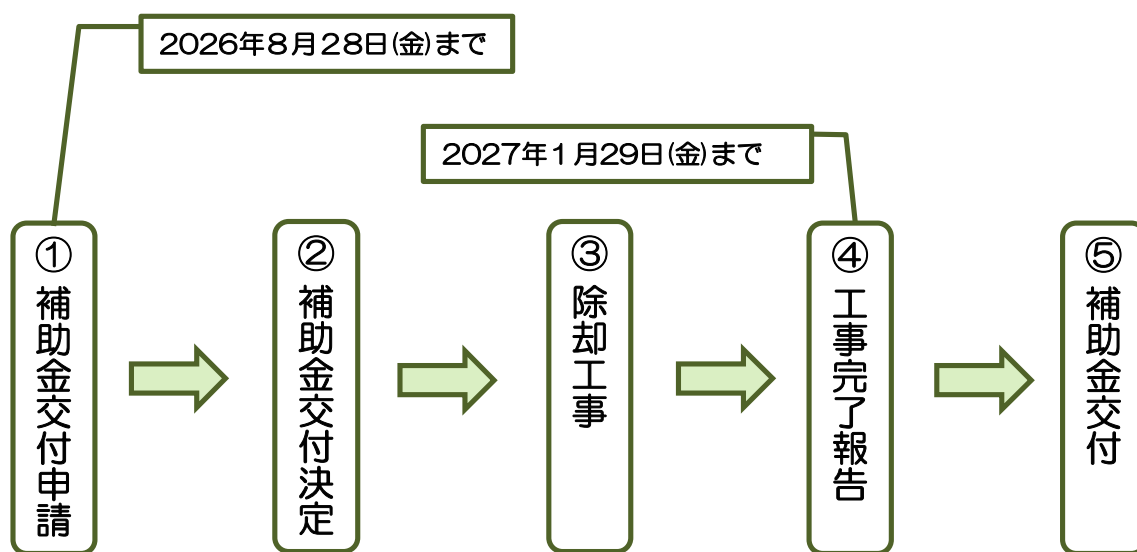 2026年8月28日(金)まで
2027年1月29日(金)まで
①補助金交付申請
②補助金交付決定
③除却工事
④工事完了報告
⑤補助金交付